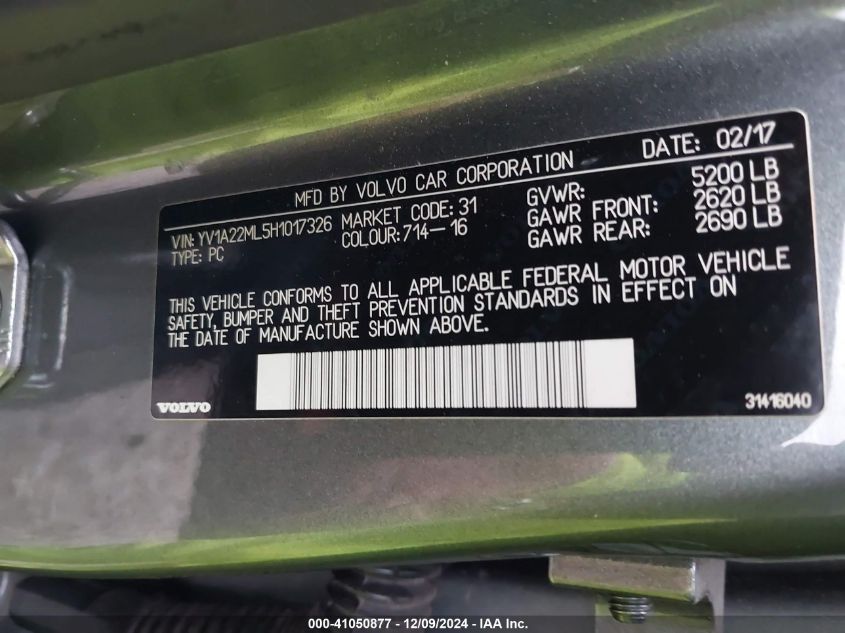 MFD BY VOLVO CAR CORPORATION DATE: 02/17
VIN: YV1A22ML5H1017326 MARKET CODE: 31 GVWR: 5200 LB
TYPE: PC COLOUR: 714-16 GAWR FRONT: 2620 LB
GAWR REAR: 2690 LB
THIS VEHICLE CONFORMS TO ALL APPLICABLE FEDERAL MOTOR VEHICLE
SAFETY, BUMPER AND THEFT PREVENTION STANDARDS IN EFFECT ON
THE DATE OF MANUFACTURE SHOWN ABOVE.
VOLVO 31416040
000-41050877 - 12/09/2024 - IAA Inc.